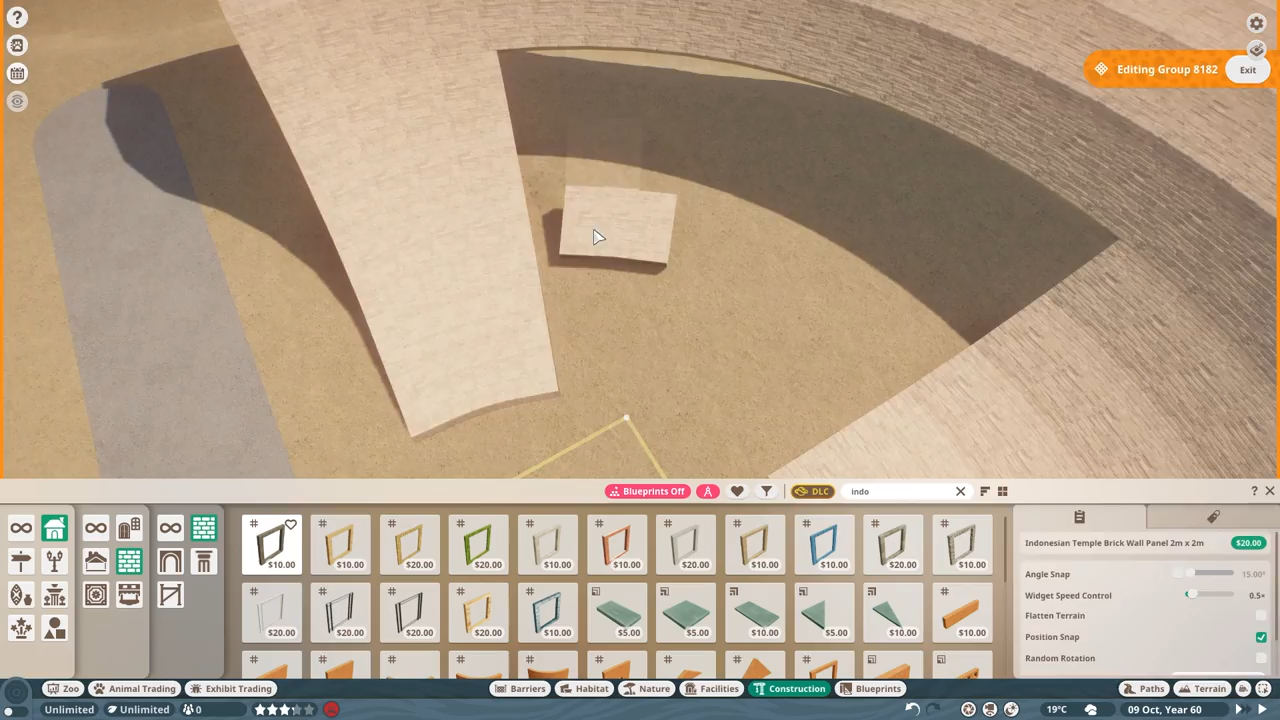 ?
Editing Group 8182
Exit
Blueprints Off
DLC
indo
?
$10.00 $10.00 $20.00 $20.00 $10.00 $10.00 $20.00 $10.00 $10.00 $20.00 $10.00
$20.00 $20.00 $20.00 $20.00 $10.00 $5.00 $5.00 $10.00 $5.00 $10.00 $10.00
Indonesian Temple Brick Wall Panel 2m x 2m $20.00
Angle Snap 15.00°
Widget Speed Control 0.5×
Flatten Terrain
Position Snap
Random Rotation
Zoo Animal Trading Exhibit Trading Barriers Habitat Nature Facilities Construction Blueprints Paths Terrain
Unlimited Unlimited 0 19°C 09 Oct, Year 60